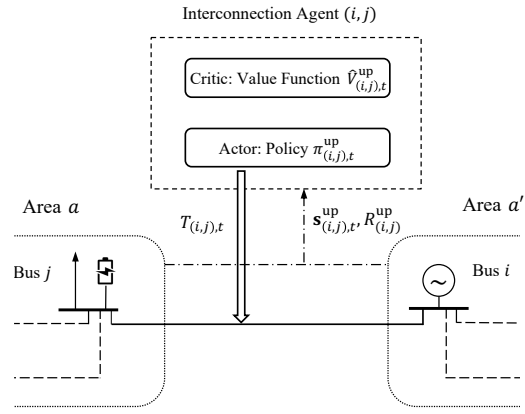 Interconnection Agent (i, j)
Critic: Value Function V̂^up_(i,j),t
Actor: Policy π^up_(i,j),t
T_(i,j),t
s^up_(i,j),t, R^up_(i,j)
Area a
Area a′
Bus j
Bus i
~